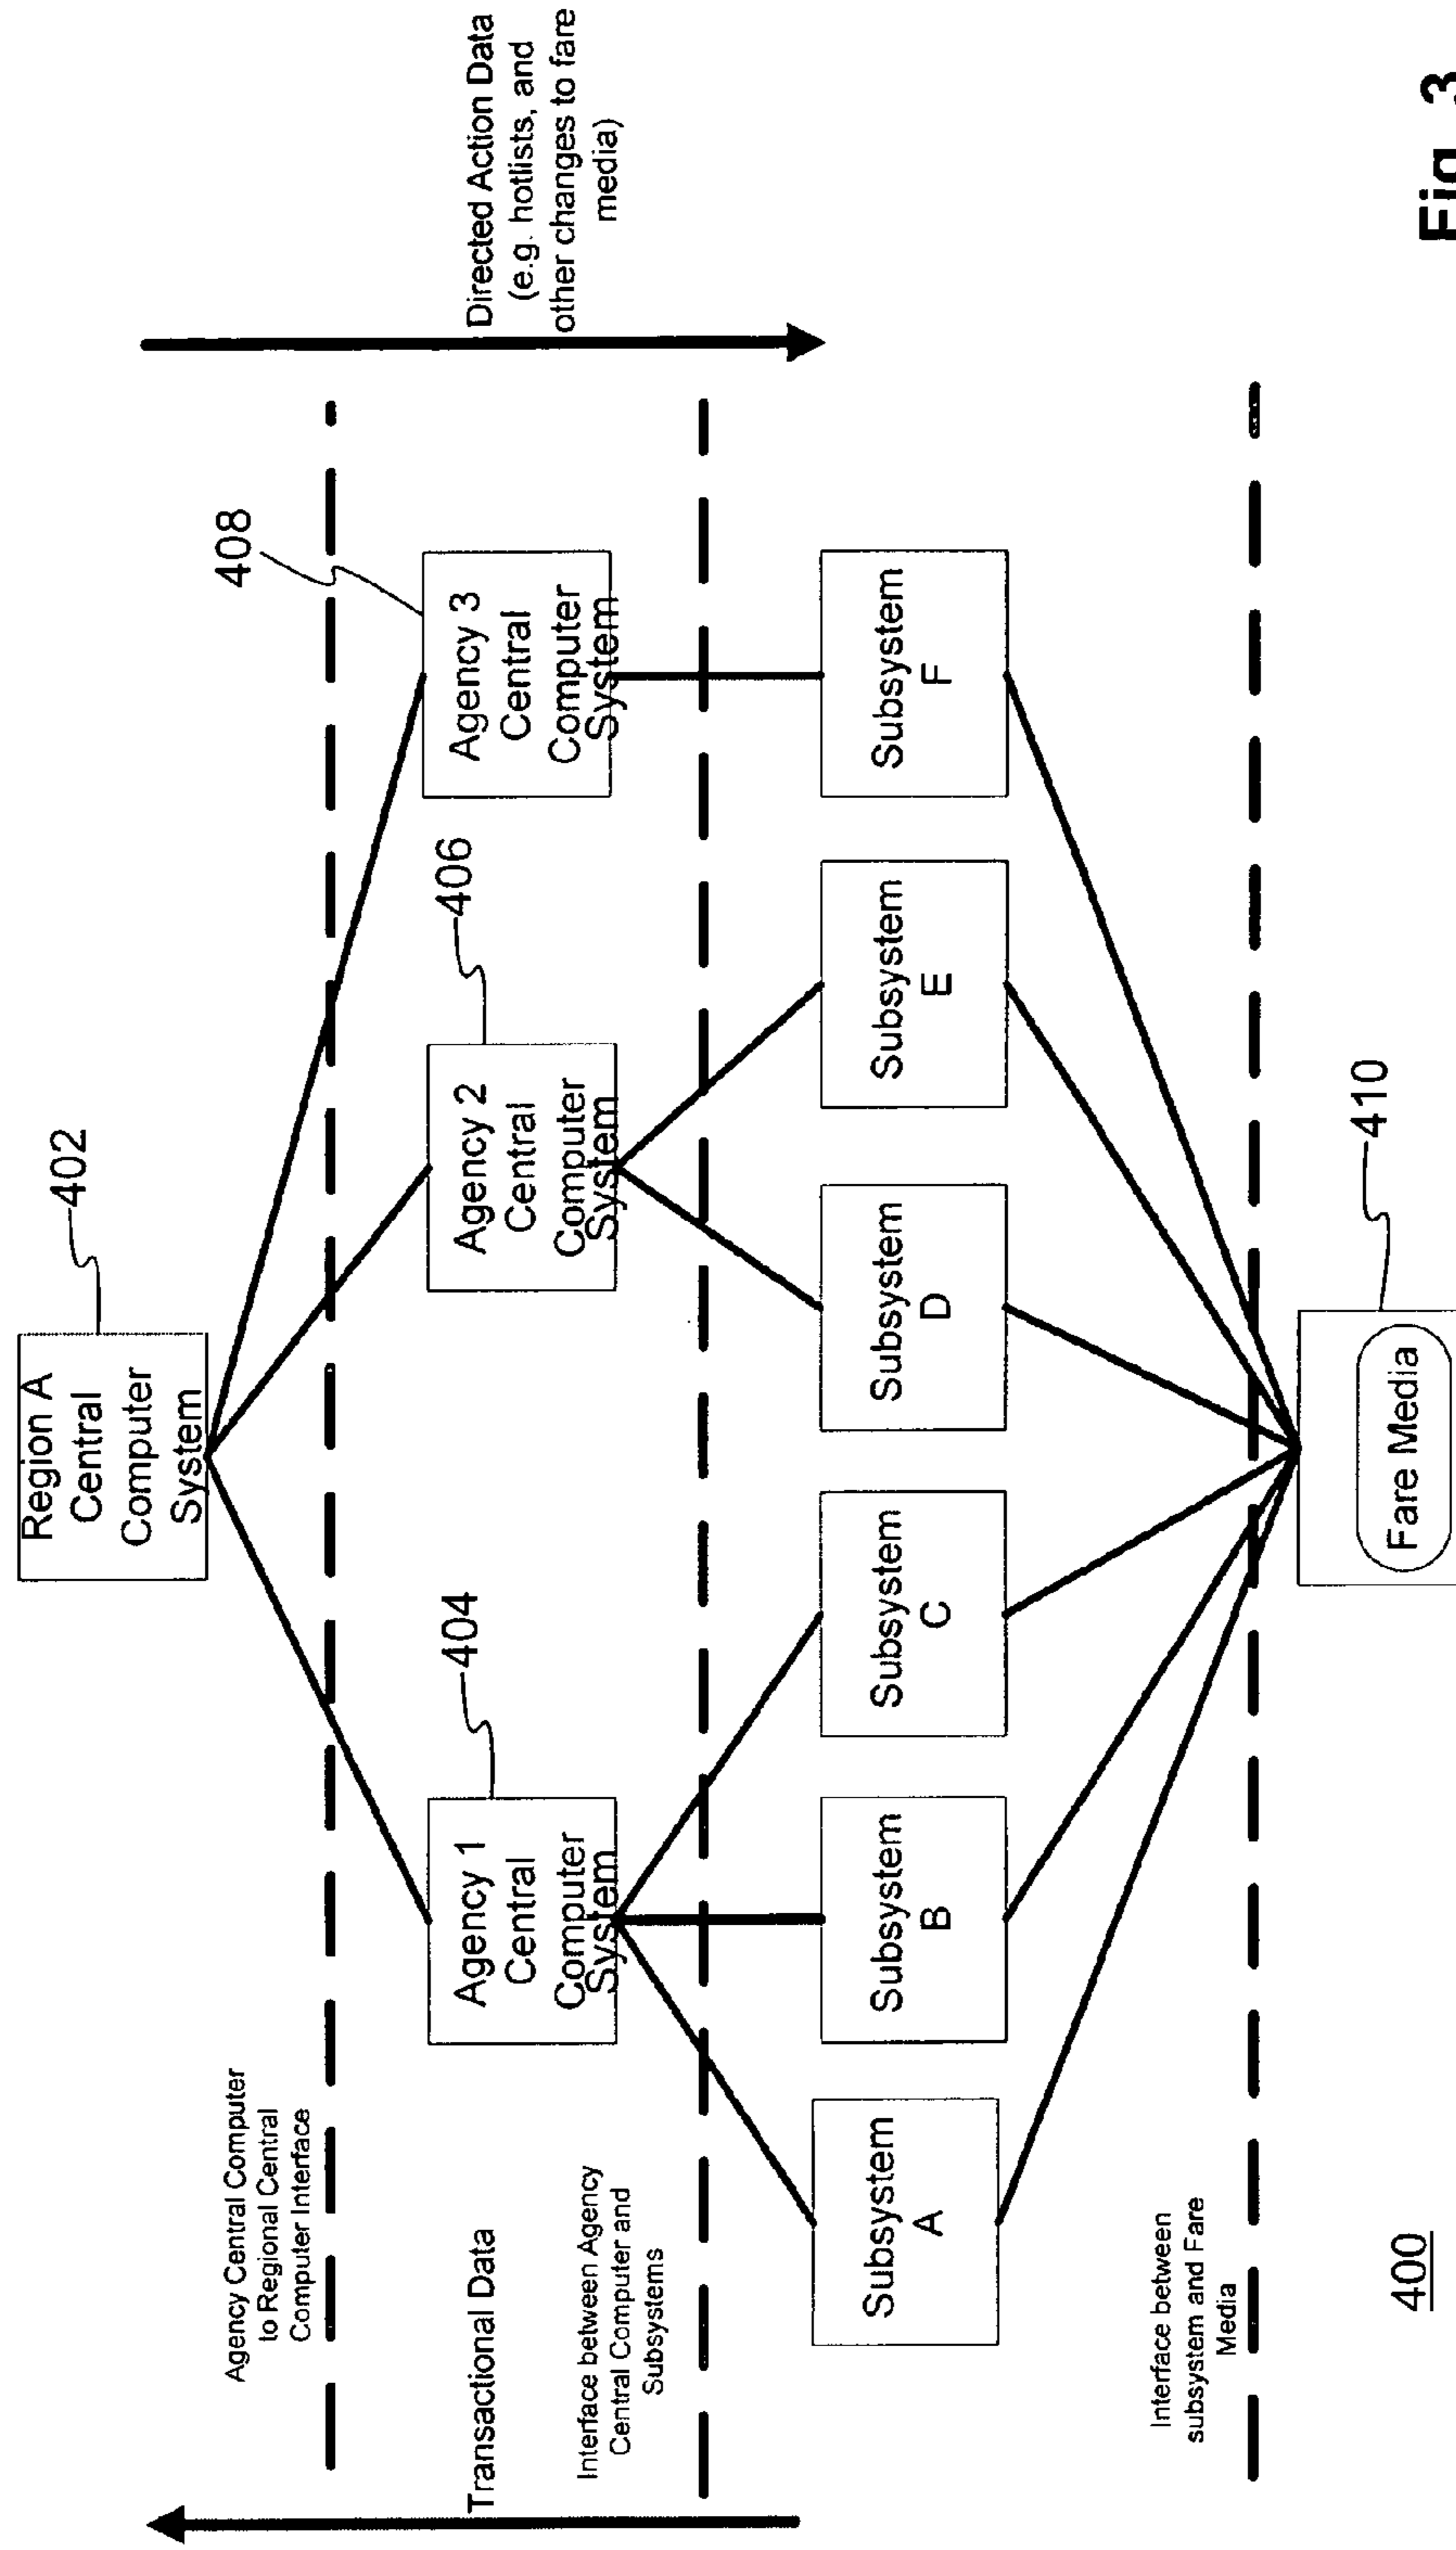 Region A
Central
Computer
System
402
Agency Central Computer
to Regional Central
Computer Interface
408
Transactional Data
Agency 1
Central
Computer
System
404
Agency 2
Central
Computer
System
406
Agency 3
Central
Computer
System
Directed Action Data
(e.g. hotlists, and
other changes to fare
media)
Interface between Agency
Central Computer and
Subsystems
Subsystem
A
Subsystem
B
Subsystem
C
Subsystem
D
Subsystem
E
Subsystem
F
Interface between
subsystem and Fare
Media
410
Fare Media
400
Fig. 3